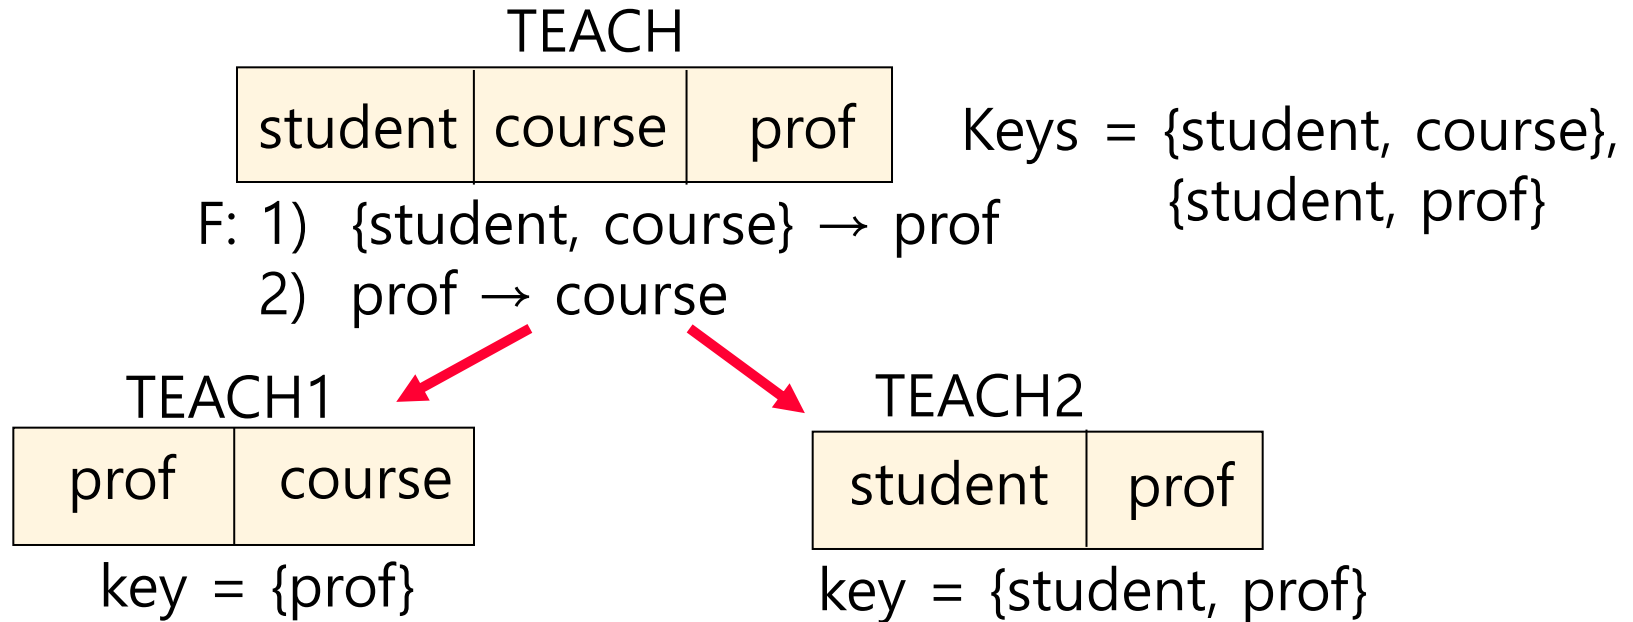 TEACH
student course prof
Keys = {student, course},
{student, prof}
F: 1) {student, course} → prof
2) prof → course
TEACH1
prof course
key = {prof}
TEACH2
student prof
key = {student, prof}